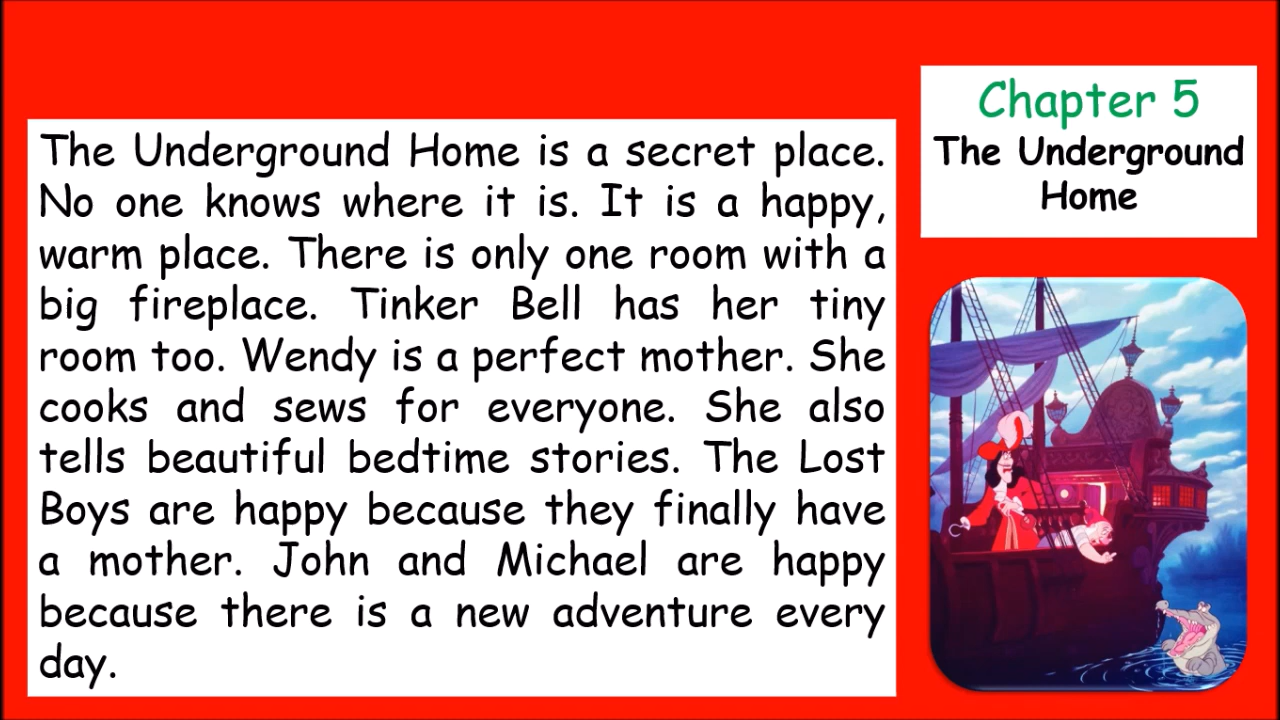 The Underground Home is a secret place.
No one knows where it is. It is a happy,
warm place. There is only one room with a
big fireplace. Tinker Bell has her tiny
room too. Wendy is a perfect mother. She
cooks and sews for everyone. She also
tells beautiful bedtime stories. The Lost
Boys are happy because they finally have
a mother. John and Michael are happy
because there is a new adventure every
day.
Chapter 5
The Underground
Home